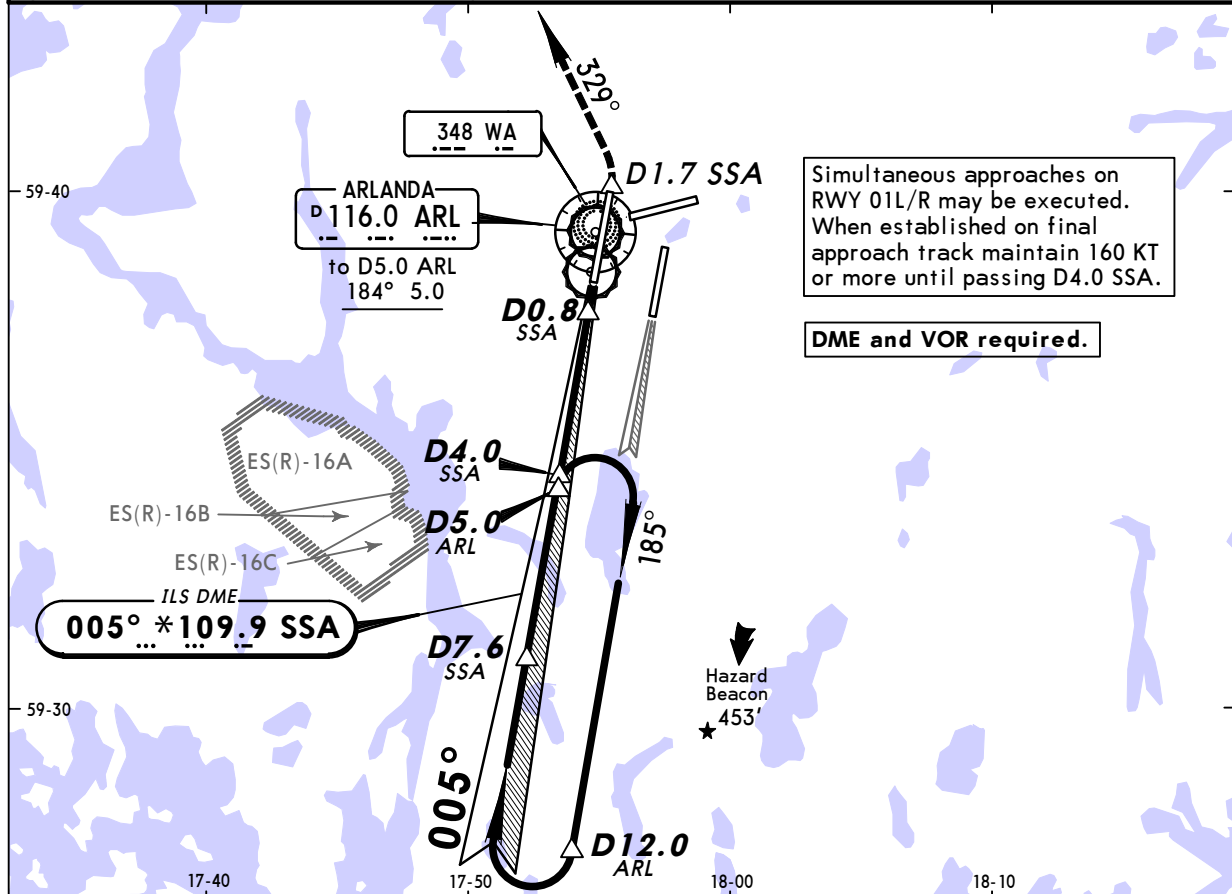 329°
348 WA
D1.7 SSA
59-40
ARLANDA
D 116.0 ARL
to D5.0 ARL
184° 5.0
Simultaneous approaches on
RWY 01L/R may be executed.
When established on final
approach track maintain 160 KT
or more until passing D4.0 SSA.
DME and VOR required.
D0.8
SSA
ES(R)-16A
D4.0
SSA
ES(R)-16B
D5.0
ARL
185°
ES(R)-16C
ILS DME
005° *109.9 SSA
D7.6
SSA
Hazard
Beacon
453'
59-30
005°
D12.0
ARL
17-40
17-50
18-00
18-10